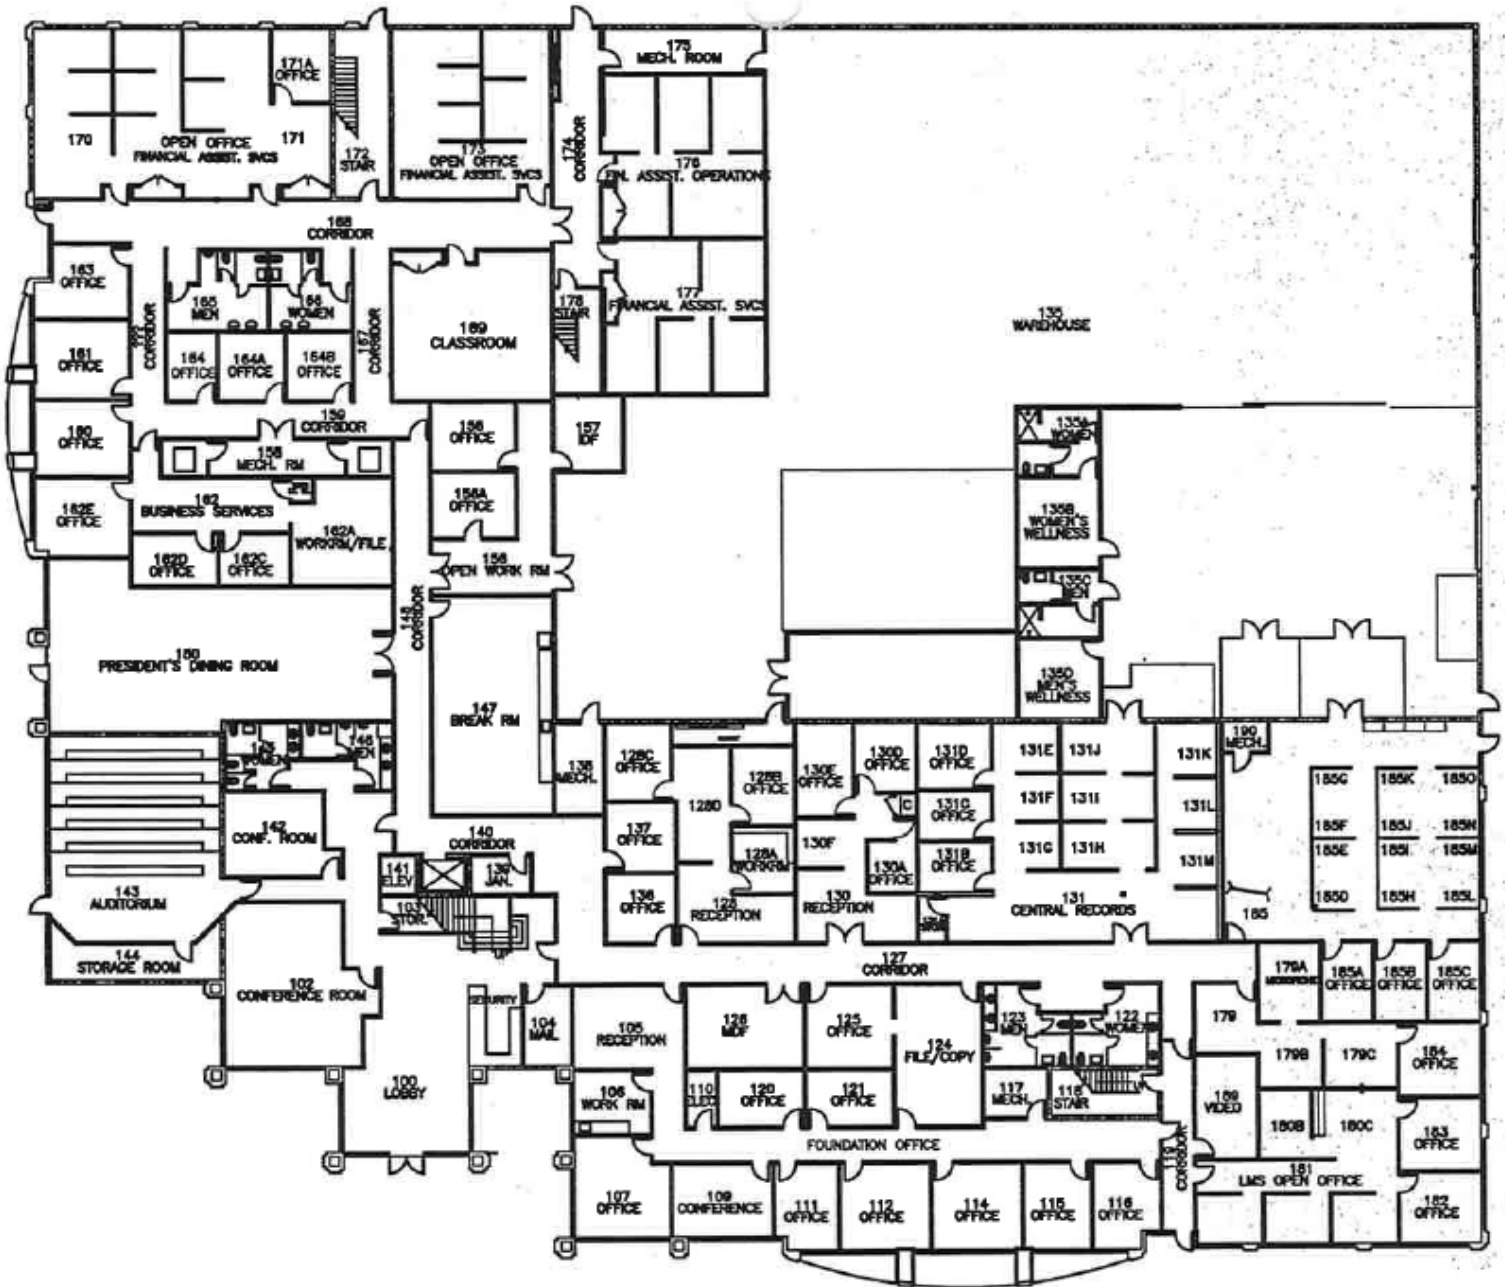 175
MECH. ROOM
171A
OFFICE
170
OPEN OFFICE
171
FINANCIAL ASSIST. SVCS
172
STAIR
173
OPEN OFFICE
FINANCIAL ASSIST. SVCS
174
CORRIDOR
176
FIN. ASSIST. OPERATIONS
168
CORRIDOR
163
OFFICE
165
MEN
166
WOMEN
167
CORRIDOR
CORRIDOR
169
CLASSROOM
178
STAIR
177
FINANCIAL ASSIST. SVCS
135
WAREHOUSE
161
OFFICE
164
OFFICE
164A
OFFICE
164B
OFFICE
159
CORRIDOR
160
OFFICE
158
MECH. RM
156
OFFICE
157
IDF
135A
WOMEN
162E
OFFICE
162
BUSINESS SERVICES
162A
WORKRM/FILE
156A
OFFICE
135B
WOMEN'S
WELLNESS
162D
OFFICE
162C
OFFICE
156
OPEN WORK RM
135C
MEN
148
CORRIDOR
150
PRESIDENT'S DINING ROOM
135D
MEN'S
WELLNESS
147
BREAK RM
WOMEN
146
MEN
138
MECH.
128C
OFFICE
128B
OFFICE
128D
130E
OFFICE
130D
OFFICE
131D
OFFICE
131E
131J
131K
190
MECH.
185G
185K
185O
142
CONF. ROOM
140
CORRIDOR
137
OFFICE
128A
WORKRM
130F
C
131C
OFFICE
131F
131I
131L
185F
185J
185N
141
ELEV
139
JAN.
130A
OFFICE
131B
OFFICE
131G
131H
131M
185E
185I
185M
143
AUDITORIUM
103
STOR.
136
OFFICE
128
RECEPTION
130
RECEPTION
131
CENTRAL RECORDS
185D
185H
185L
185
144
STORAGE ROOM
UP
127
CORRIDOR
102
CONFERENCE ROOM
SECURITY
104
MAIL
105
RECEPTION
126
MDF
125
OFFICE
124
FILE/COPY
123
MEN
122
WOMEN
179A
185A
OFFICE
185B
OFFICE
185C
OFFICE
179
179B
179C
184
OFFICE
100
LOBBY
106
WORK RM
110
ELEC
120
OFFICE
121
OFFICE
117
MECH.
118
STAIR
UP
189
VIDEO
180B
180C
183
OFFICE
FOUNDATION OFFICE
119
CORRIDOR
181
LMS OPEN OFFICE
107
OFFICE
109
CONFERENCE
111
OFFICE
112
OFFICE
114
OFFICE
115
OFFICE
116
OFFICE
182
OFFICE